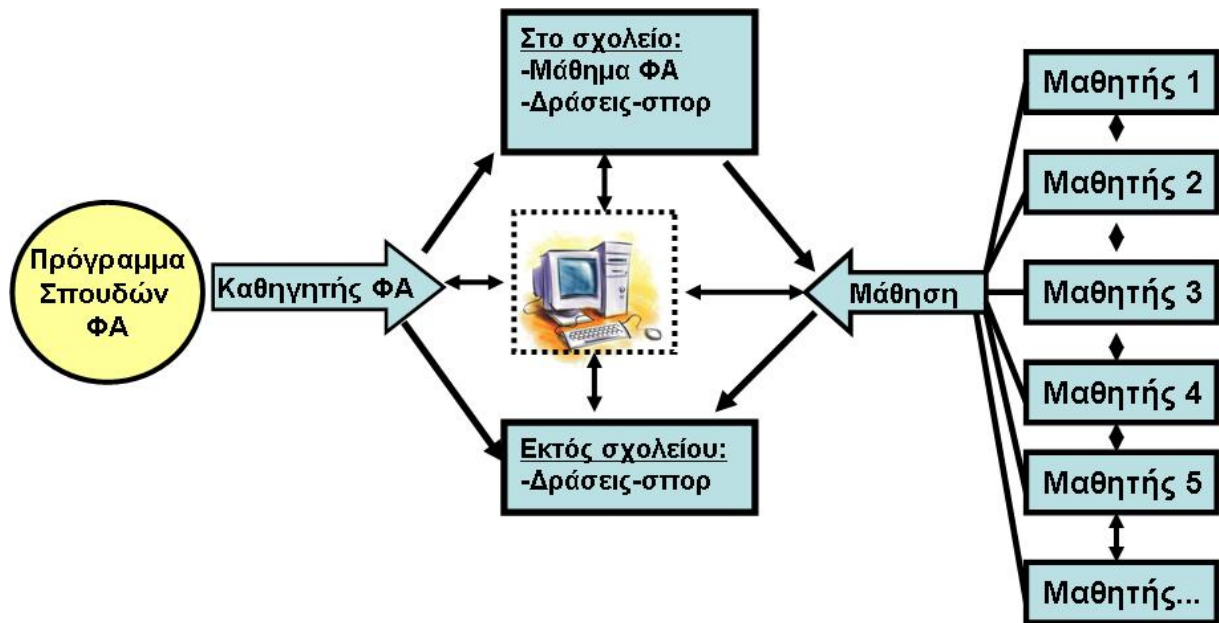 Πρόγραμμα
Σπουδών
ΦΑ
Καθηγητής ΦΑ
Στο σχολείο:
-Μάθημα ΦΑ
-Δράσεις-σπορ
Εκτός σχολείου:
-Δράσεις-σπορ
Μάθηση
Μαθητής 1
Μαθητής 2
Μαθητής 3
Μαθητής 4
Μαθητής 5
Μαθητής...